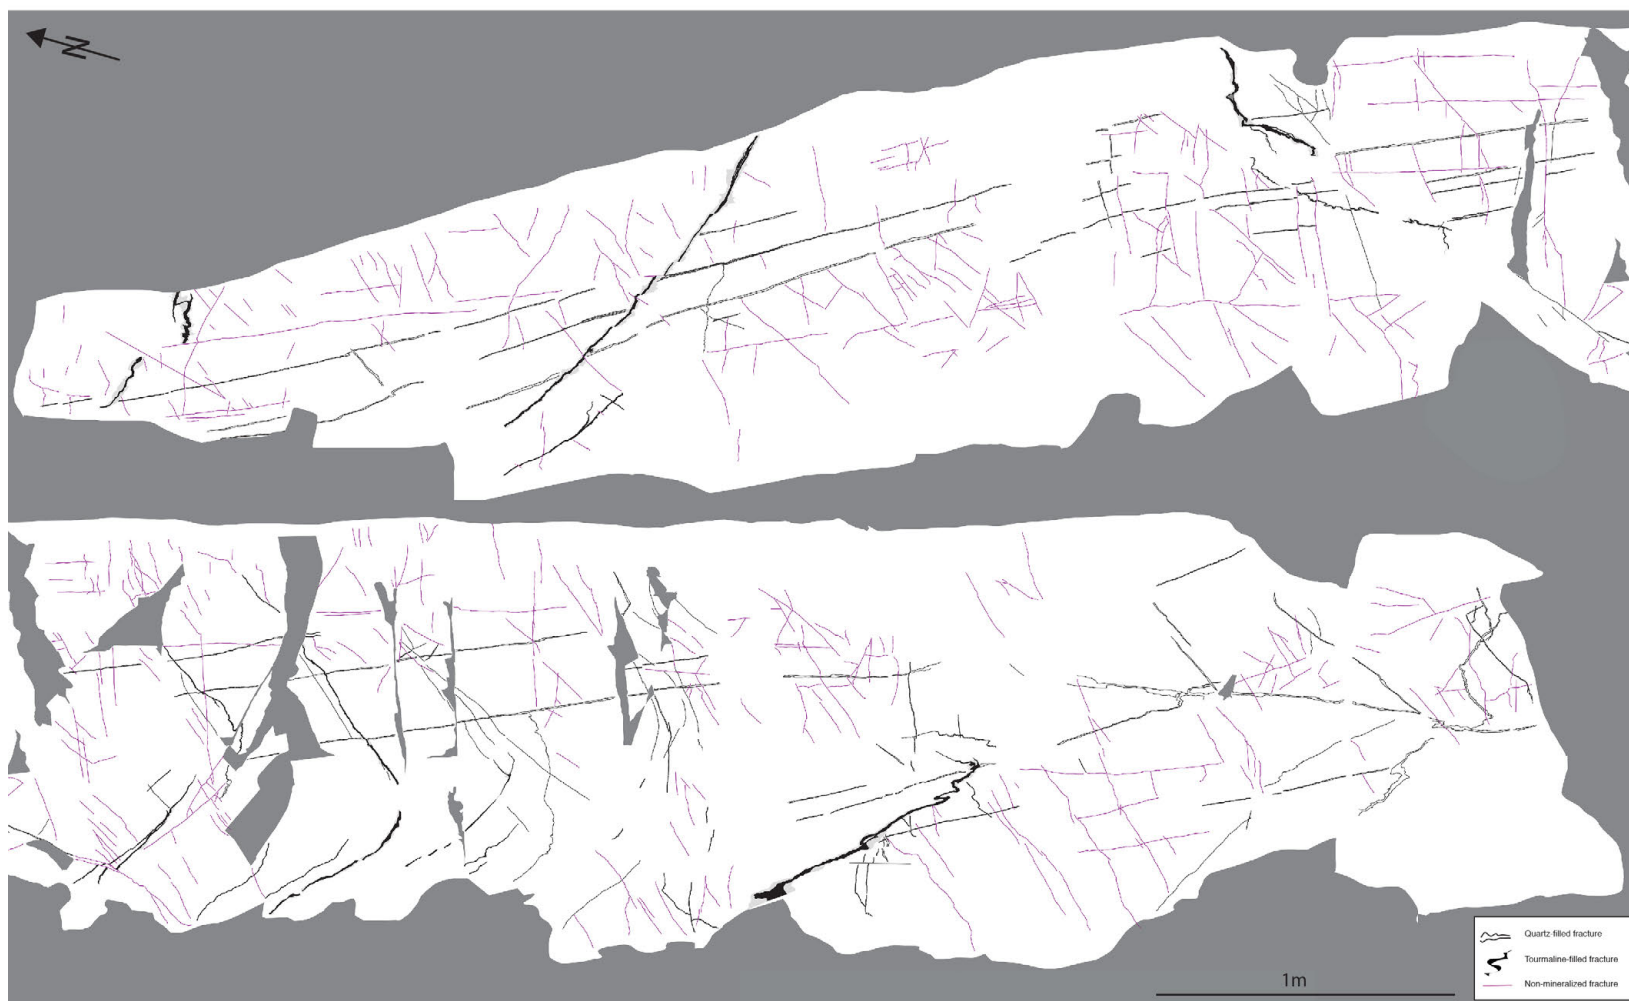 N
Quartz-filled fracture
Tourmaline-filled fracture
Non-mineralized fracture
1m